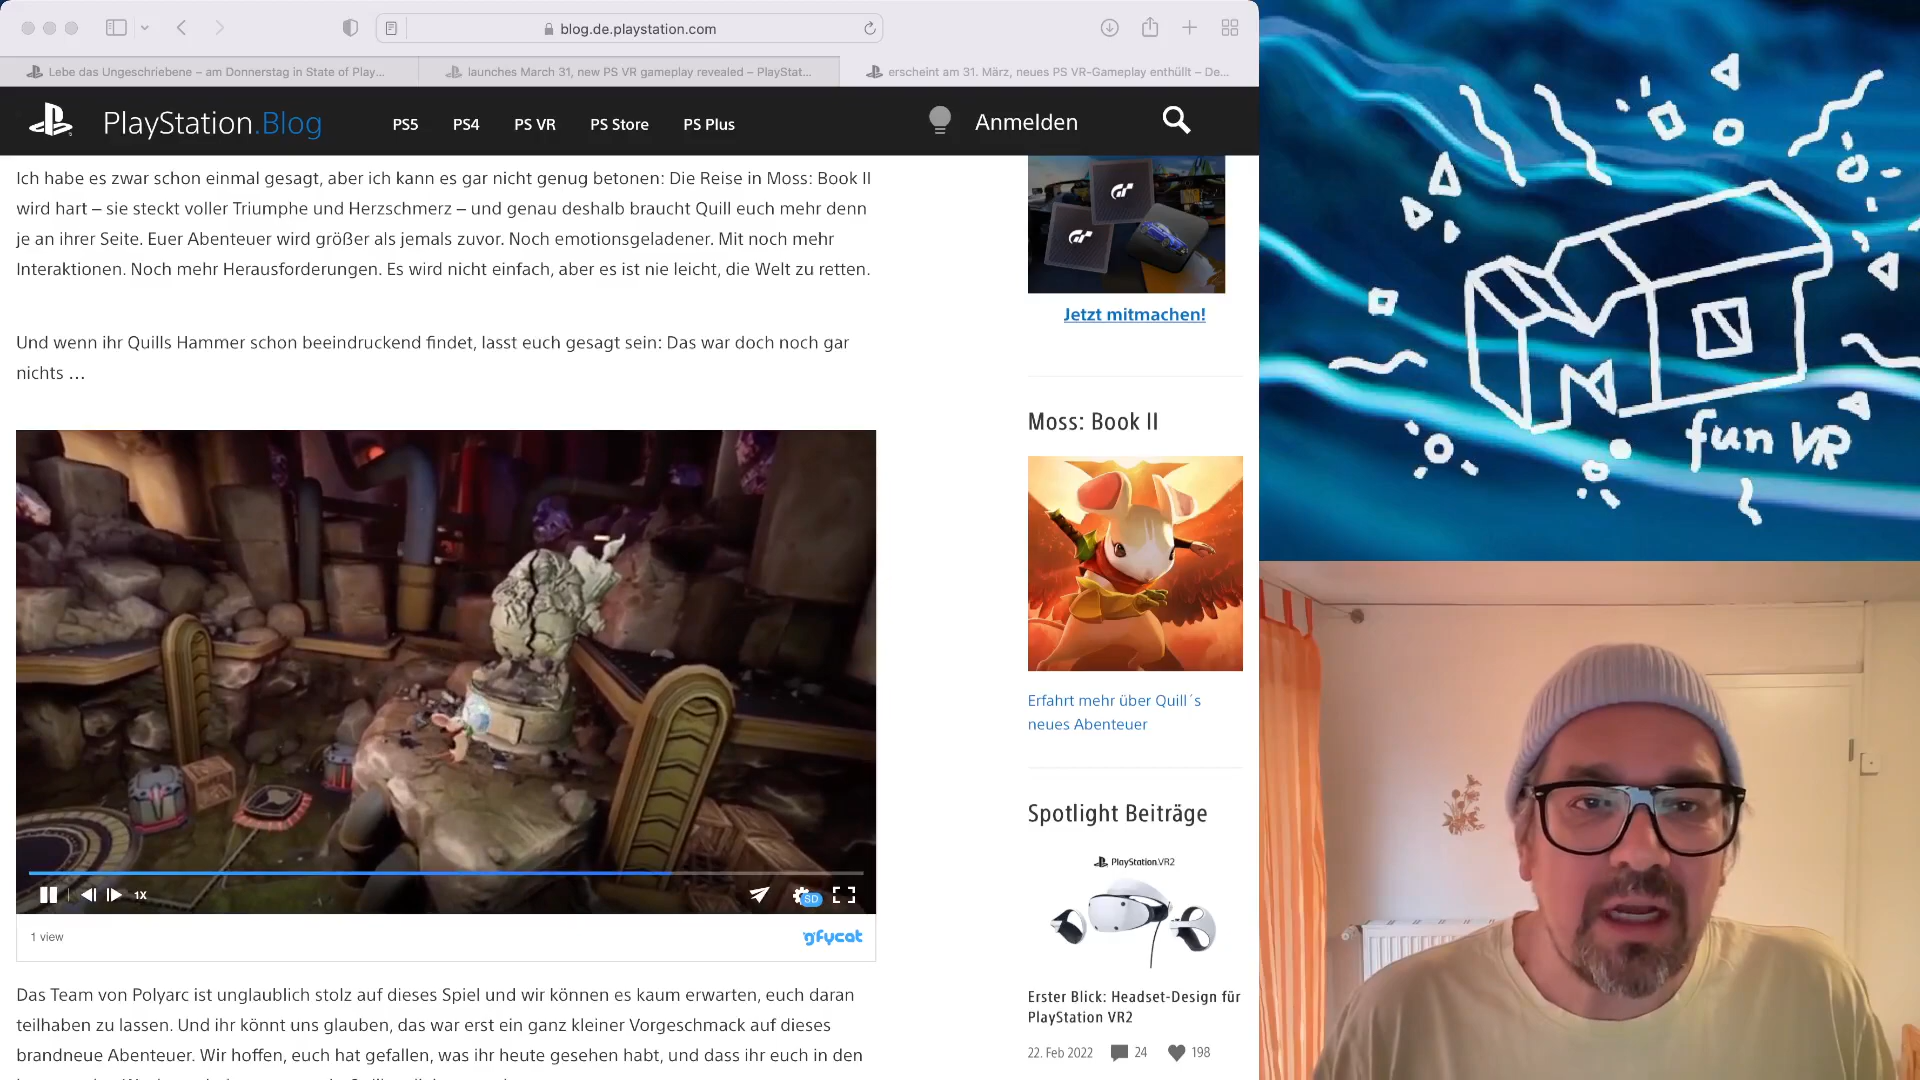 blog.de.playstation.com
Lebe das Ungeschriebene – am Donnerstag in State of Play...
launches March 31, new PS VR gameplay revealed – PlayStat...
erscheint am 31. März, neues PS VR-Gameplay enthüllt – De...
PlayStation.Blog
PS5
PS4
PS VR
PS Store
PS Plus
Anmelden
Ich habe es zwar schon einmal gesagt, aber ich kann es gar nicht genug betonen: Die Reise in Moss: Book II
wird hart – sie steckt voller Triumphe und Herzschmerz – und genau deshalb braucht Quill euch mehr denn
je an ihrer Seite. Euer Abenteuer wird größer als jemals zuvor. Noch emotionsgeladener. Mit noch mehr
Interaktionen. Noch mehr Herausforderungen. Es wird nicht einfach, aber es ist nie leicht, die Welt zu retten.
Und wenn ihr Quills Hammer schon beeindruckend findet, lasst euch gesagt sein: Das war doch noch gar
nichts …
1X
SD
1 view
gfycat
Das Team von Polyarc ist unglaublich stolz auf dieses Spiel und wir können es kaum erwarten, euch daran
teilhaben zu lassen. Und ihr könnt uns glauben, das war erst ein ganz kleiner Vorgeschmack auf dieses
brandneue Abenteuer. Wir hoffen, euch hat gefallen, was ihr heute gesehen habt, und dass ihr euch in den
GT
GT
Jetzt mitmachen!
Moss: Book II
Erfahrt mehr über Quill´s
neues Abenteuer
Spotlight Beiträge
PlayStation VR2
Erster Blick: Headset-Design für
PlayStation VR2
22. Feb 2022
24
198
fun VR